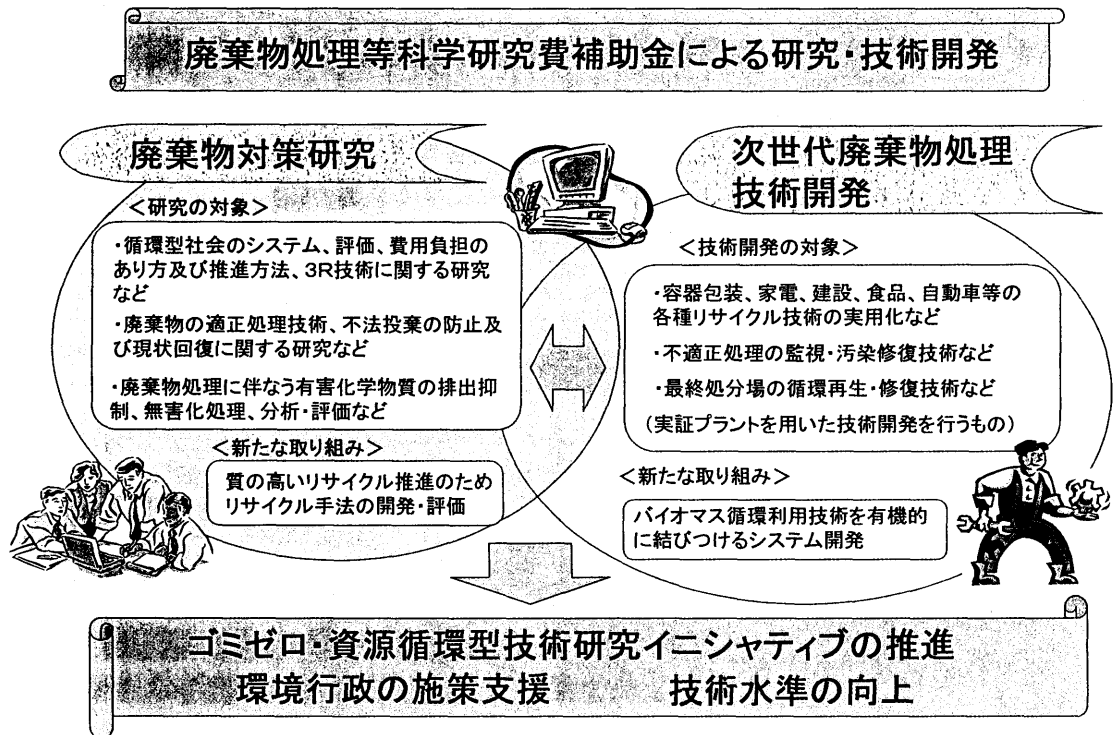 廃棄物処理等科学研究費補助金による研究・技術開発
廃棄物対策研究
<研究の対象>
・循環型社会のシステム、評価、費用負担の
あり方及び推進方法、3R技術に関する研究
など
・廃棄物の適正処理技術、不法投棄の防止及
び現状回復に関する研究など
・廃棄物処理に伴なう有害化学物質の排出抑
制、無害化処理、分析・評価など
<新たな取り組み>
質の高いリサイクル推進のため
リサイクル手法の開発・評価
次世代廃棄物処理
技術開発
<技術開発の対象>
・容器包装、家電、建設、食品、自動車等の
各種リサイクル技術の実用化など
・不適正処理の監視・汚染修復技術など
・最終処分場の循環再生・修復技術など
(実証プラントを用いた技術開発を行うもの)
<新たな取り組み>
バイオマス循環利用技術を有機的
に結びつけるシステム開発
ゴミゼロ・資源循環型技術研究イニシャティブの推進
環境行政の施策支援 技術水準の向上